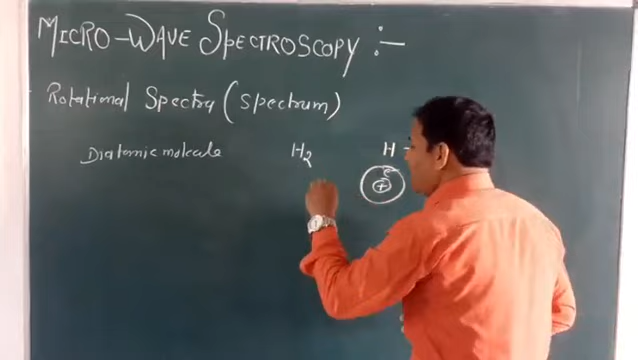 MICRO-WAVE SPECTROSCOPY :-
Rotational Spectra (spectrum)
Diatomic molecule H₂ H -
e
+